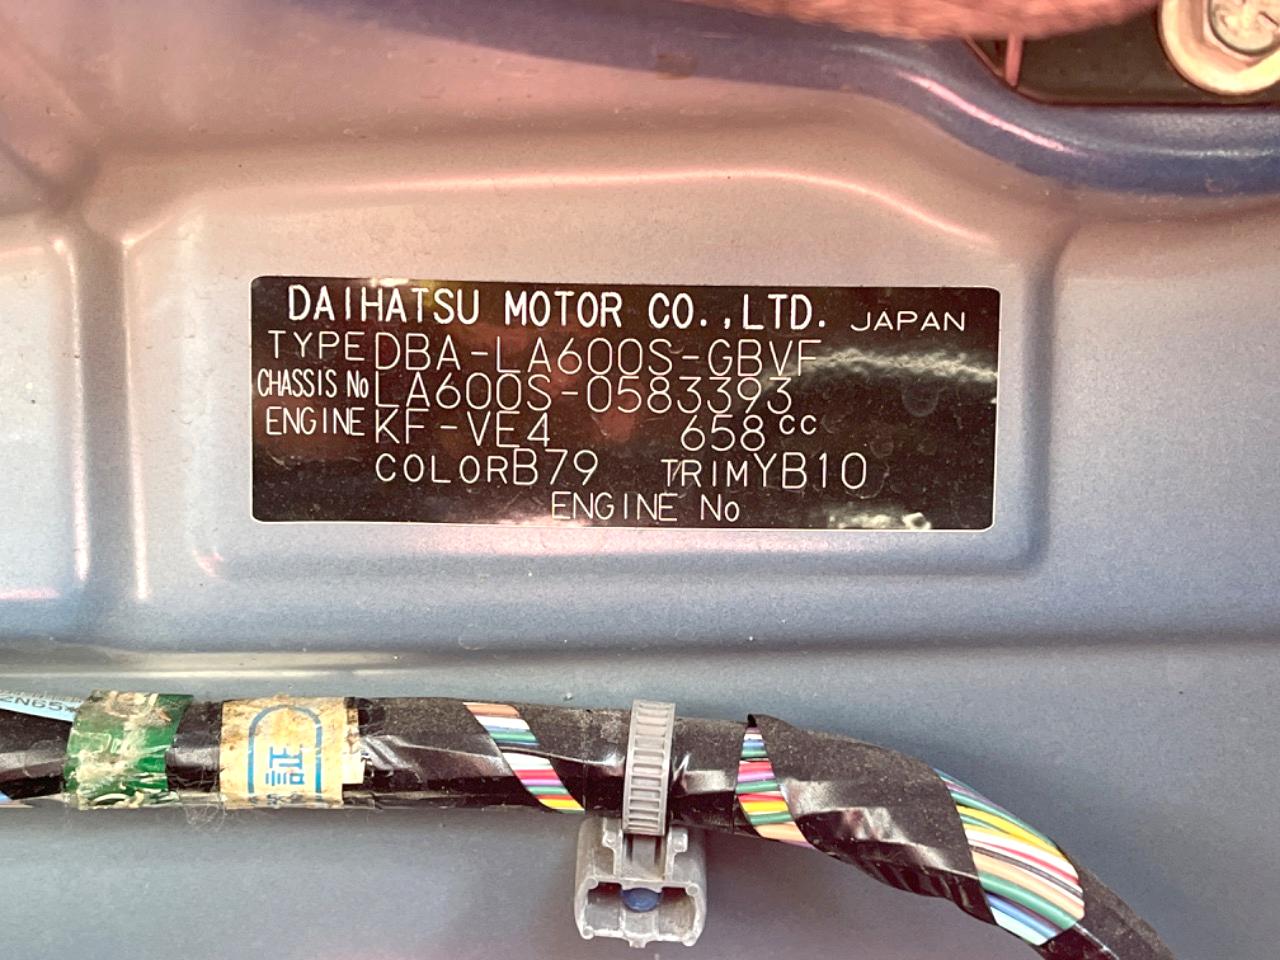 DAIHATSU MOTOR CO.,LTD. JAPAN
TYPE DBA-LA600S-GBVF
CHASSIS No LA600S-0583393
ENGINE KF-VE4 658cc
COLOR B79 TRIM YB10
ENGINE No
2N65